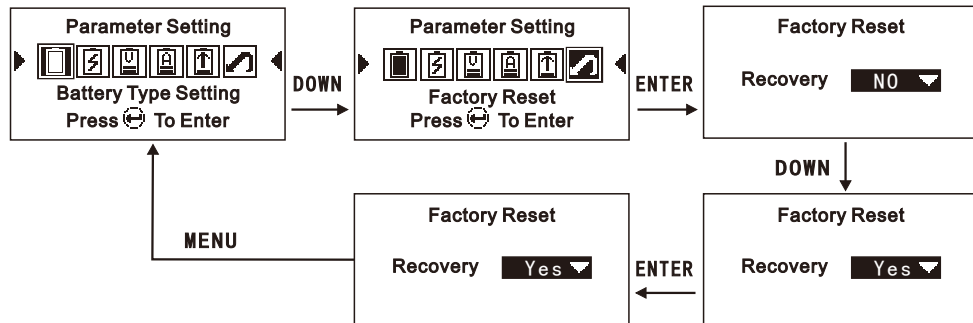 Parameter Setting
Battery Type Setting
Press To Enter
DOWN
Parameter Setting
Factory Reset
Press To Enter
ENTER
Factory Reset
Recovery NO
DOWN
Factory Reset
Recovery Yes
ENTER
Factory Reset
Recovery Yes
MENU